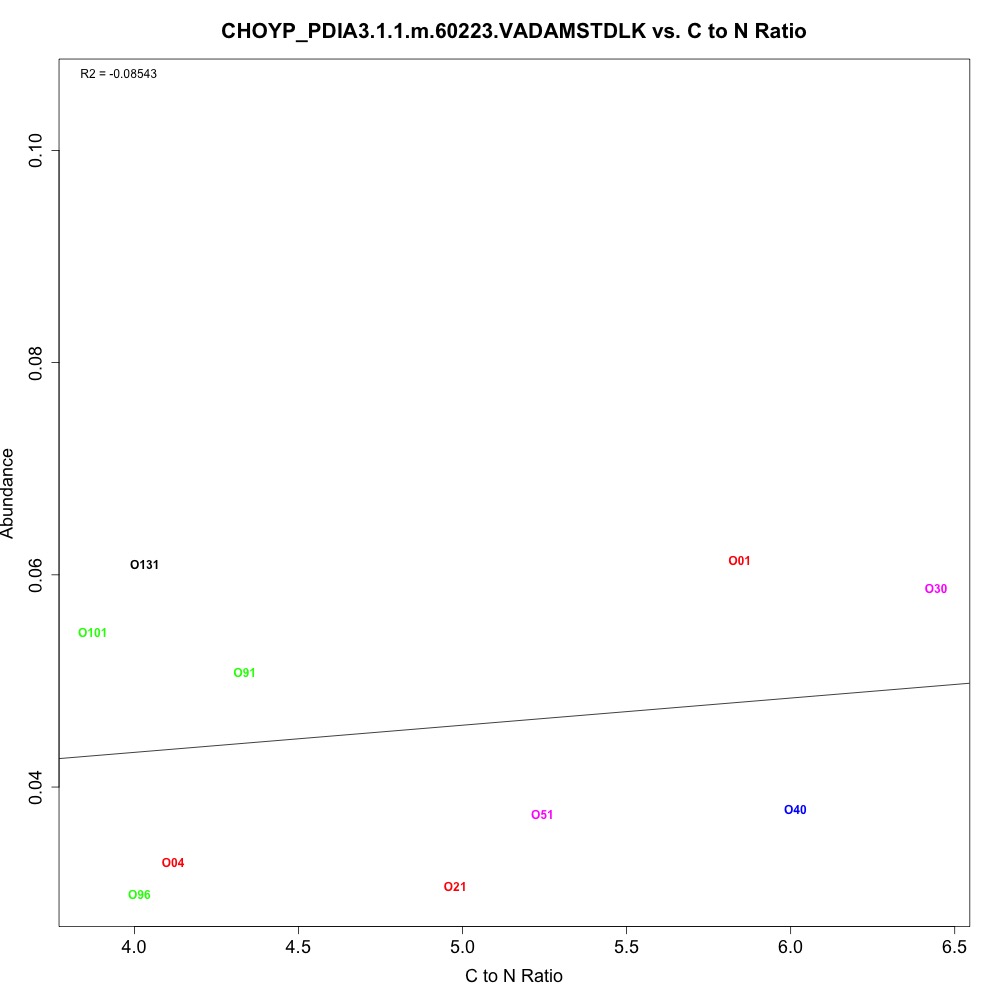 CHOYP_PDIA3.1.1.m.60223.VADAMSTDLK vs. C to N Ratio
R2 = -0.08543
0.10
0.08
0.06
0.04
Abundance
O131
O01
O30
O101
O91
O40
O51
O04
O21
O96
4.0 4.5 5.0 5.5 6.0 6.5
C to N Ratio